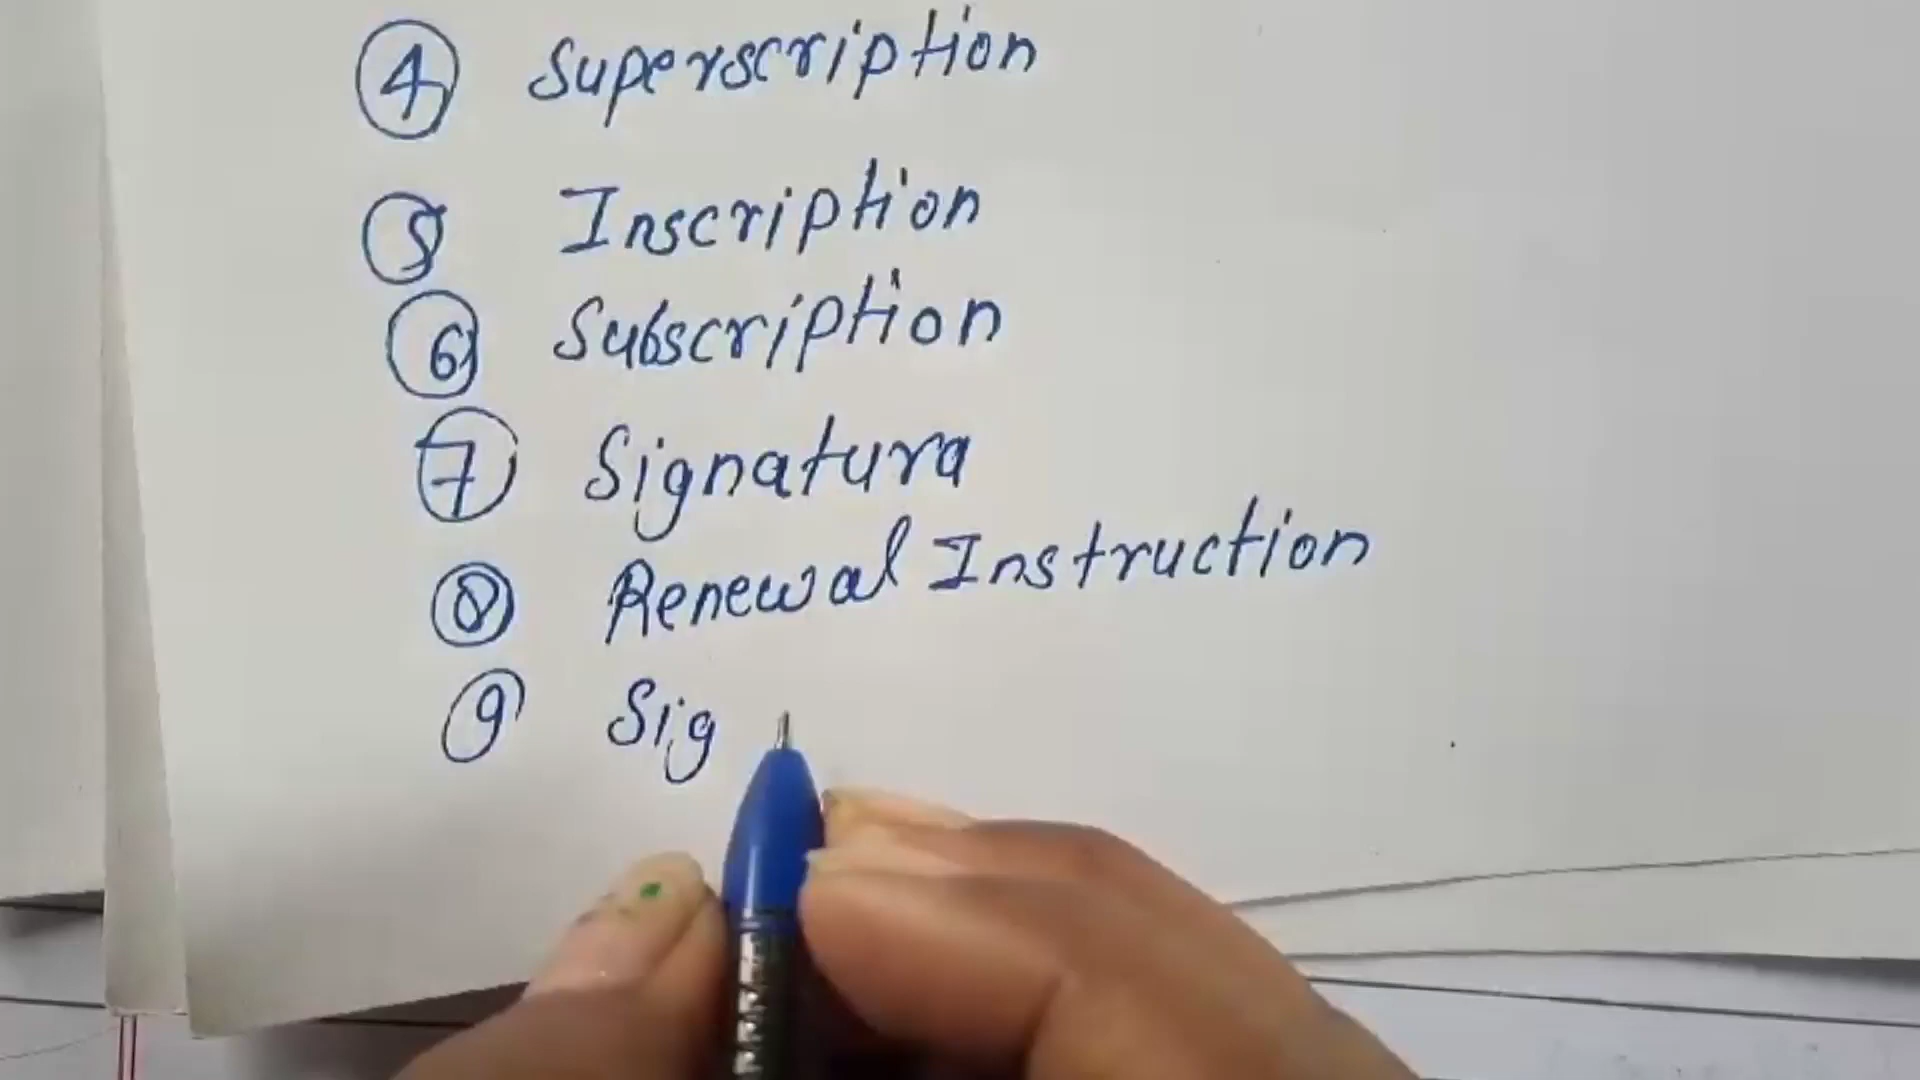 4 Superscription
5 Inscription
6 Subscription
7 Signatura
8 Renewal Instruction
9 Sig